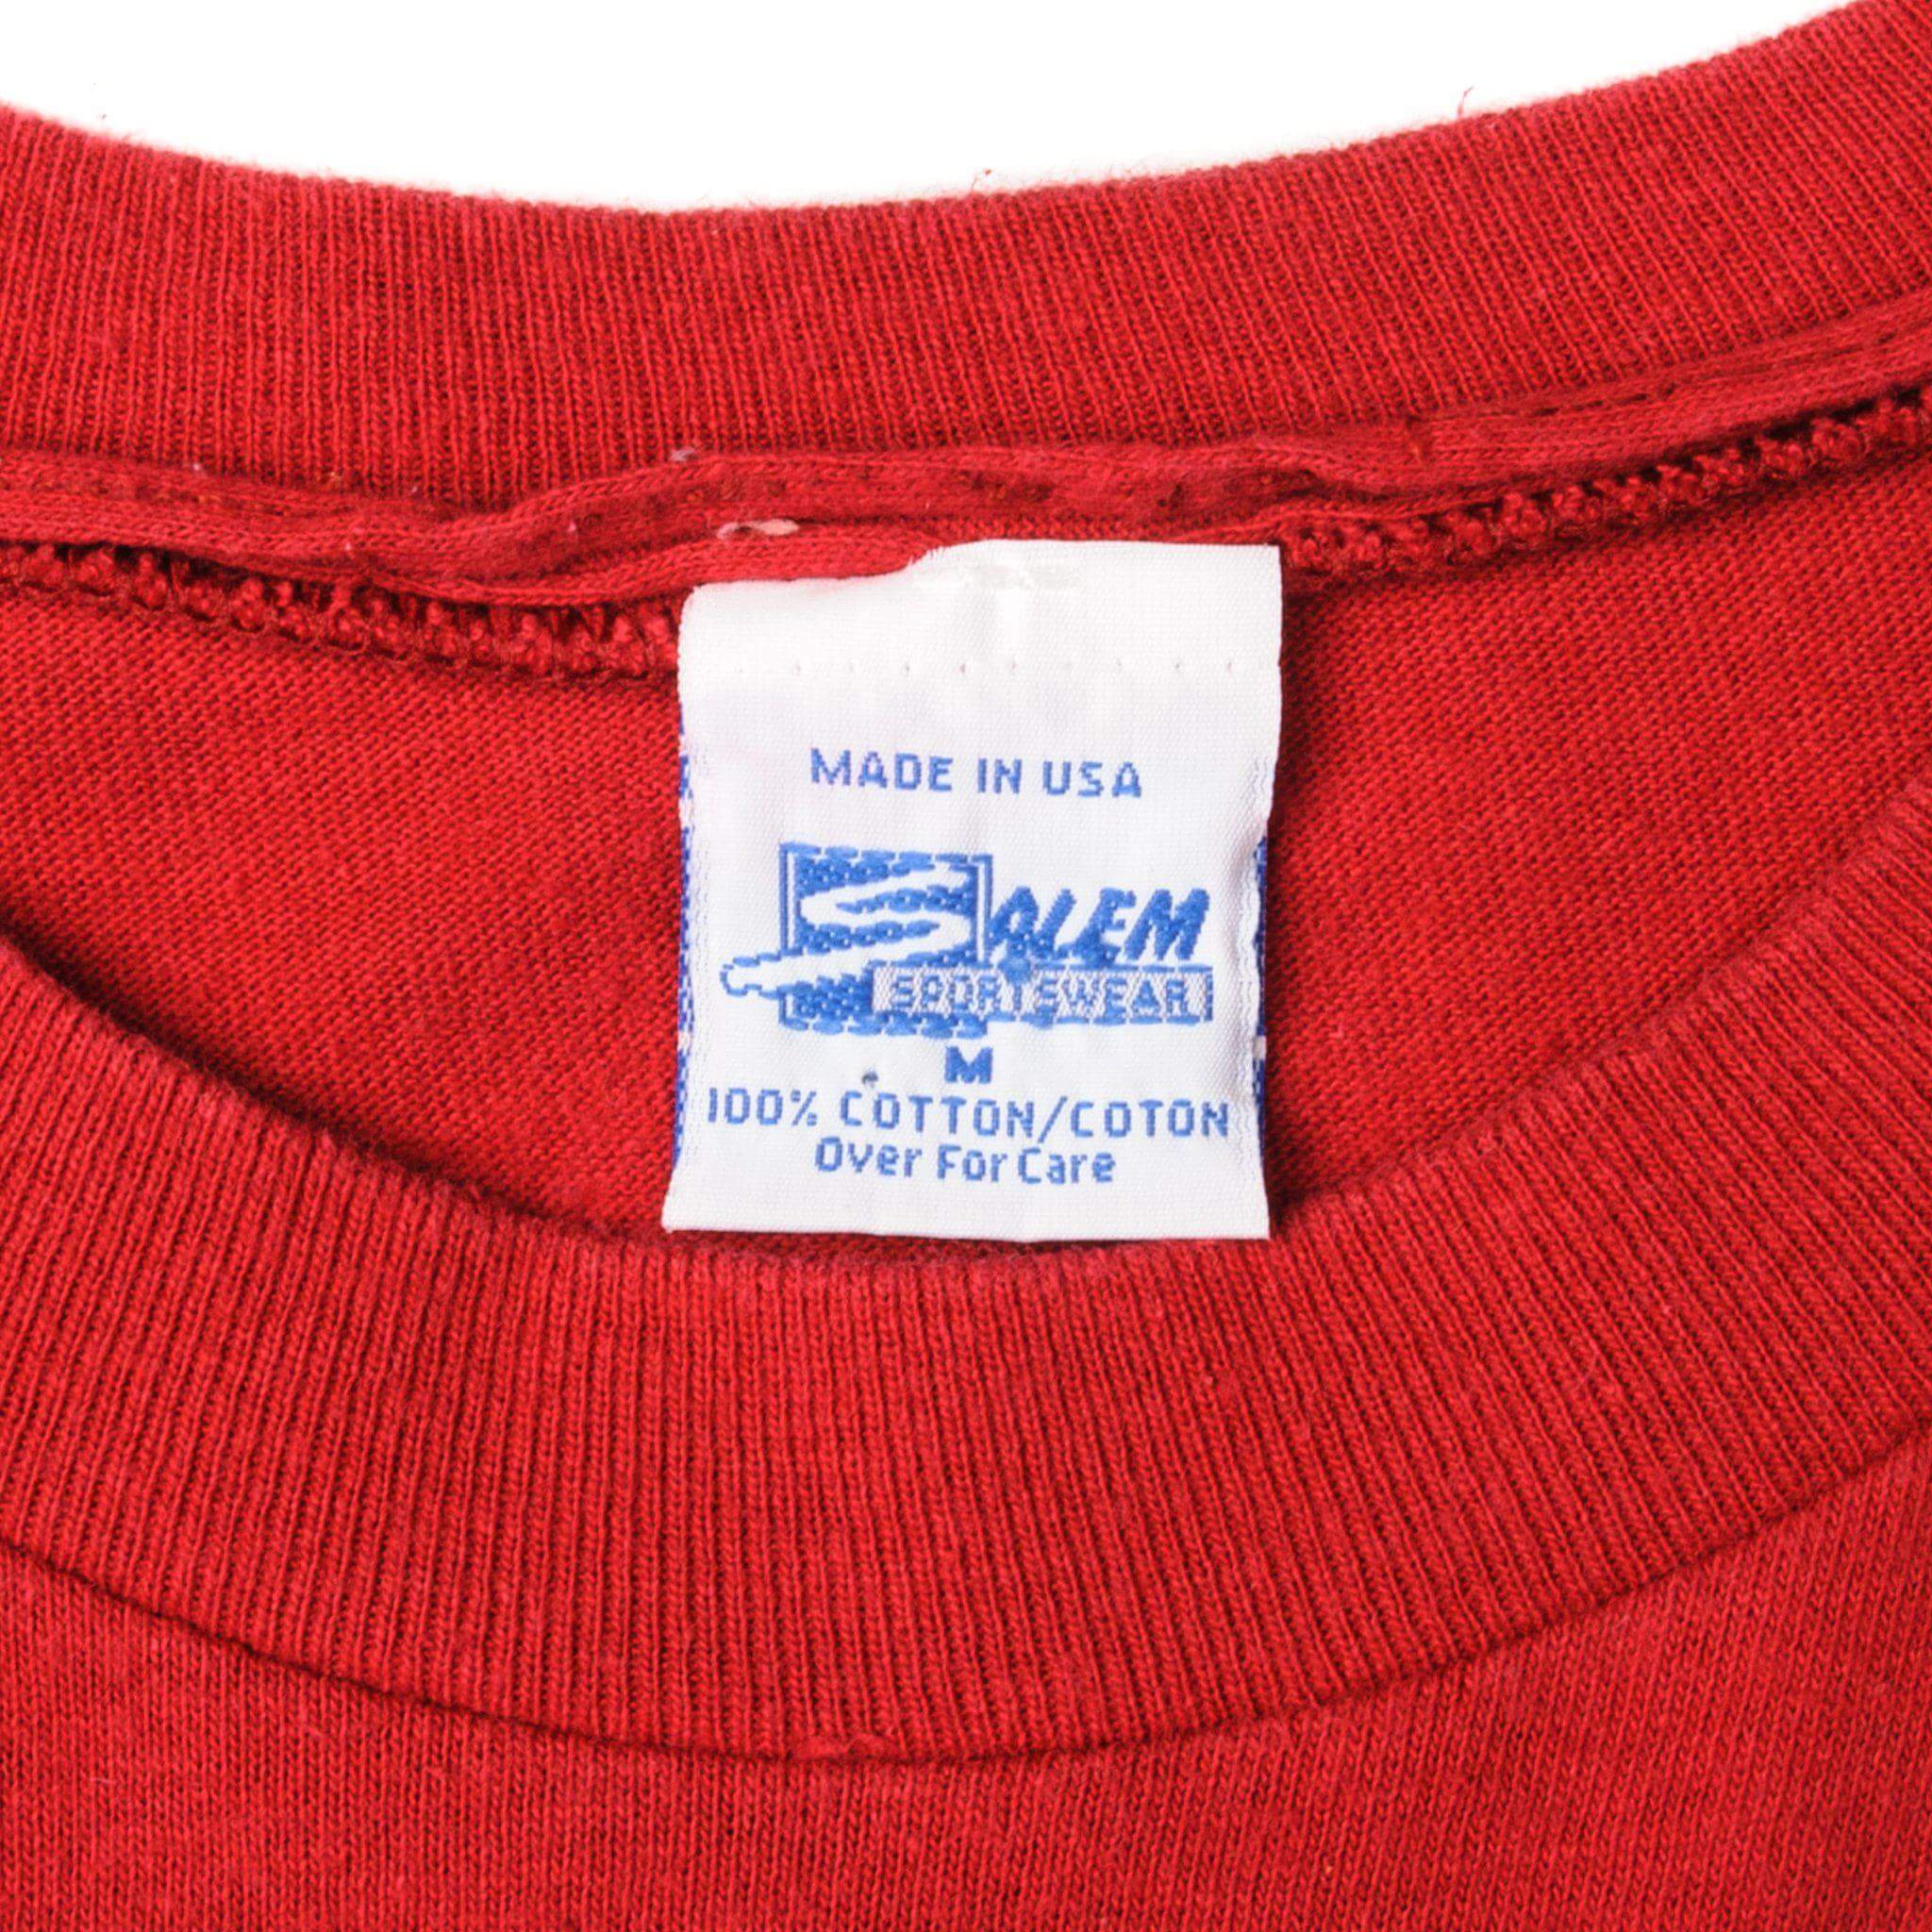 MADE IN USA
SALEM
SPORTSWEAR
M
100% COTTON/COTON
Over For Care